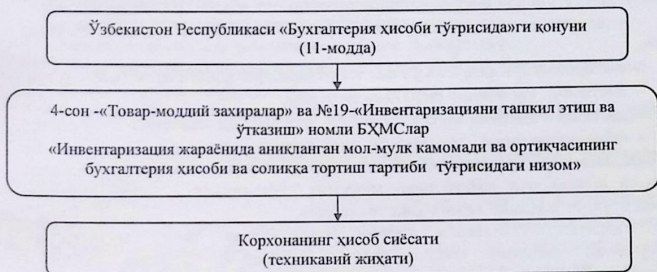 Ўзбекистон Республикаси «Бухгалтерия ҳисоби тўғрисида»ги қонуни
(11-модда)
4-сон -«Товар-моддий захиралар» ва №19-«Инвентаризацияни ташкил этиш ва
ўтказиш» номли БҲМСлар
«Инвентаризация жараёнида аниқланган мол-мулк камомади ва ортиқчасининг
бухгалтерия ҳисоби ва солиққа тортиш тартиби тўғрисидаги низом»
Корхонанинг ҳисоб сиёсати
(техникавий жиҳати)